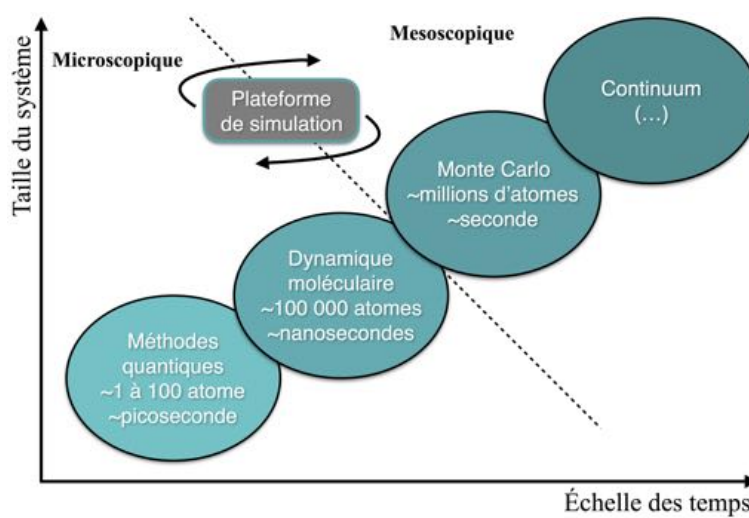 Microscopique
Mesoscopique
Taille du système
Plateforme
de simulation
Continuum
(...)
Monte Carlo
~millions d'atomes
~seconde
Dynamique
moléculaire
~100 000 atomes
~nanosecondes
Méthodes
quantiques
~1 à 100 atome
~picoseconde
Échelle des temps